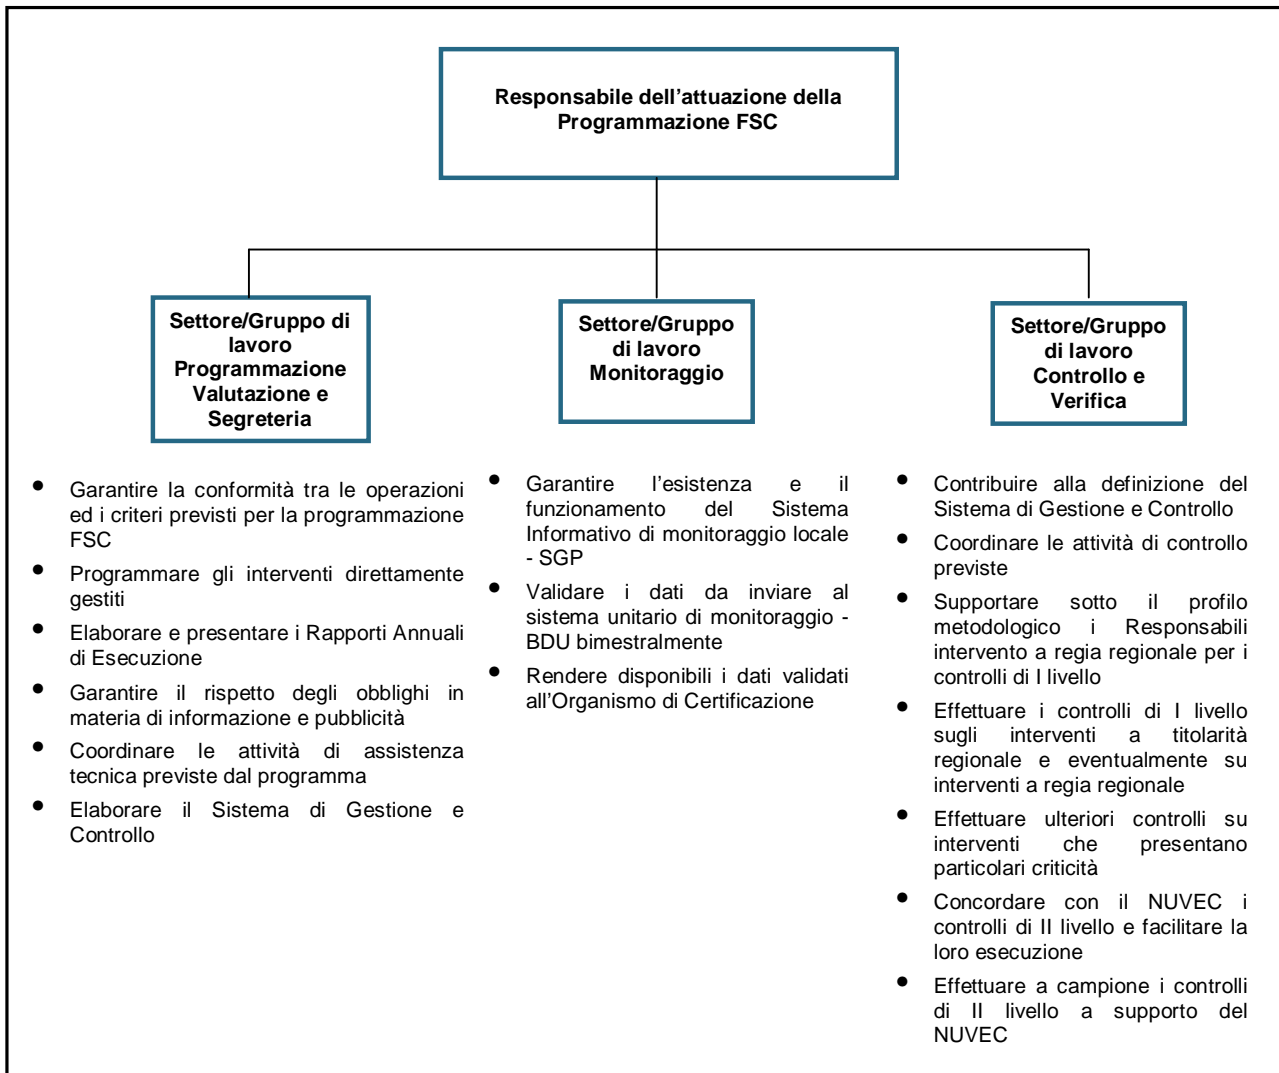 Responsabile dell'attuazione della
Programmazione FSC
Settore/Gruppo di
lavoro
Programmazione
Valutazione e
Segreteria
Settore/Gruppo
di lavoro
Monitoraggio
Settore/Gruppo
di lavoro
Controllo e
Verifica
• Garantire la conformità tra le operazioni
ed i criteri previsti per la programmazione
FSC
• Programmare gli interventi direttamente
gestiti
• Elaborare e presentare i Rapporti Annuali
di Esecuzione
• Garantire il rispetto degli obblighi in
materia di informazione e pubblicità
• Coordinare le attività di assistenza
tecnica previste dal programma
• Elaborare il Sistema di Gestione e
Controllo
• Garantire l'esistenza e il
funzionamento del Sistema
Informativo di monitoraggio locale
- SGP
• Validare i dati da inviare al
sistema unitario di monitoraggio -
BDU bimestralmente
• Rendere disponibili i dati validati
all'Organismo di Certificazione
• Contribuire alla definizione del
Sistema di Gestione e Controllo
• Coordinare le attività di controllo
previste
• Supportare sotto il profilo
metodologico i Responsabili
intervento a regia regionale per i
controlli di I livello
• Effettuare i controlli di I livello
sugli interventi a titolarità
regionale e eventualmente su
interventi a regia regionale
• Effettuare ulteriori controlli su
interventi che presentano
particolari criticità
• Concordare con il NUVEC i
controlli di II livello e facilitare la
loro esecuzione
• Effettuare a campione i controlli
di II livello a supporto del
NUVEC